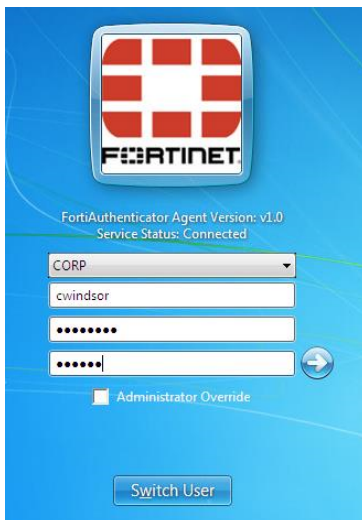 FORTINET
FortiAuthenticator Agent Version: v1.0
Service Status: Connected
CORP
cwindsor
••••••••
••••••
Administrator Override
Switch User